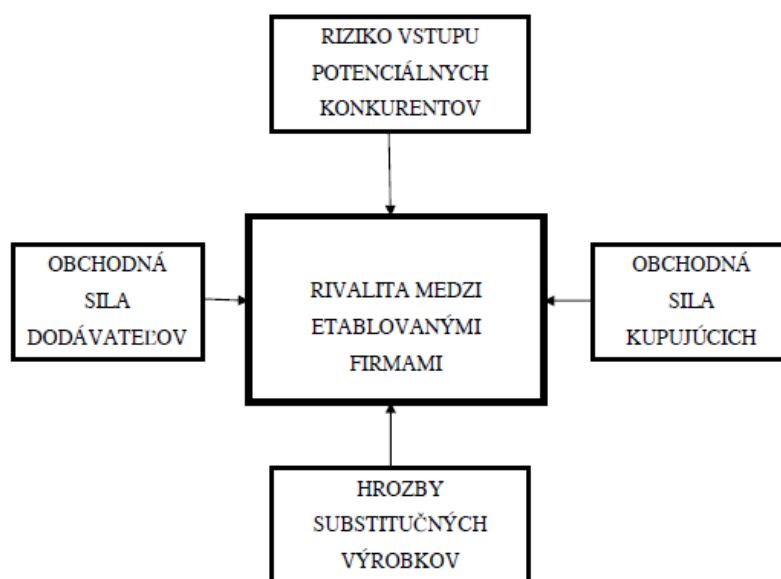 RIZIKO VSTUPU
POTENCIÁLNYCH
KONKURENTOV
OBCHODNÁ
SILA
DODÁVATEĽOV
RIVALITA MEDZI
ETABLOVANÝMI
FIRMAMI
OBCHODNÁ
SILA
KUPUJÚCICH
HROZBY
SUBSTITUČNÝCH
VÝROBKOV